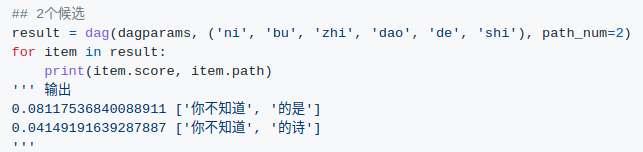 ## 2个候选
result = dag(dagparams, ('ni', 'bu', 'zhi', 'dao', 'de', 'shi'), path_num=2)
for item in result:
    print(item.score, item.path)
''' 输出
0.08117536840088911 ['你不知道', '的是']
0.04149191639287887 ['你不知道', '的诗']
'''